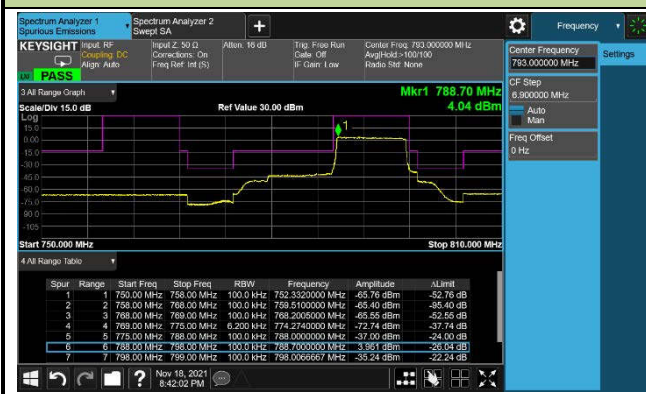 Spectrum Analyzer 1
Spurious Emissions
Spectrum Analyzer 2
Swept SA
+
Frequency
KEYSIGHT
Input: RF
Coupling: DC
Align: Auto
Input Z: 50 Ω
Corrections: On
Freq Ref: Int (S)
Atten: 16 dB
Trig: Free Run
Gate: Off
IF Gain: Low
Center Freq: 793.000000 MHz
Avg|Hold:>100/100
Radio Std: None
PASS
3 All Range Graph
Mkr1 788.70 MHz
Scale/Div 15.0 dB
Ref Value 30.00 dBm
4.04 dBm
Log
15.0
0.00
-15.0
-30.0
-45.0
-60.0
-75.0
-90.0
-105
1
Start 750.000 MHz
Stop 810.000 MHz
4 All Range Table
Spur Range Start Freq Stop Freq RBW Frequency Amplitude ΔLimit
1 1 750.00 MHz 758.00 MHz 100.0 kHz 752.3320000 MHz -65.76 dBm -52.76 dB
2 2 758.00 MHz 768.00 MHz 100.0 kHz 759.5100000 MHz -65.40 dBm -95.40 dB
3 3 768.00 MHz 769.00 MHz 100.0 kHz 768.2005000 MHz -65.55 dBm -52.55 dB
4 4 769.00 MHz 775.00 MHz 6.200 kHz 774.2740000 MHz -72.74 dBm -37.74 dB
5 5 775.00 MHz 788.00 MHz 100.0 kHz 788.0000000 MHz -37.00 dBm -24.00 dB
6 6 788.00 MHz 798.00 MHz 100.0 kHz 788.7000000 MHz 3.961 dBm -26.04 dB
7 7 798.00 MHz 799.00 MHz 100.0 kHz 798.0066667 MHz -35.24 dBm -22.24 dB
Center Frequency
793.000000 MHz
Settings
CF Step
6.900000 MHz
Auto
Man
Freq Offset
0 Hz
?
Nov 18, 2021
8:42:02 PM